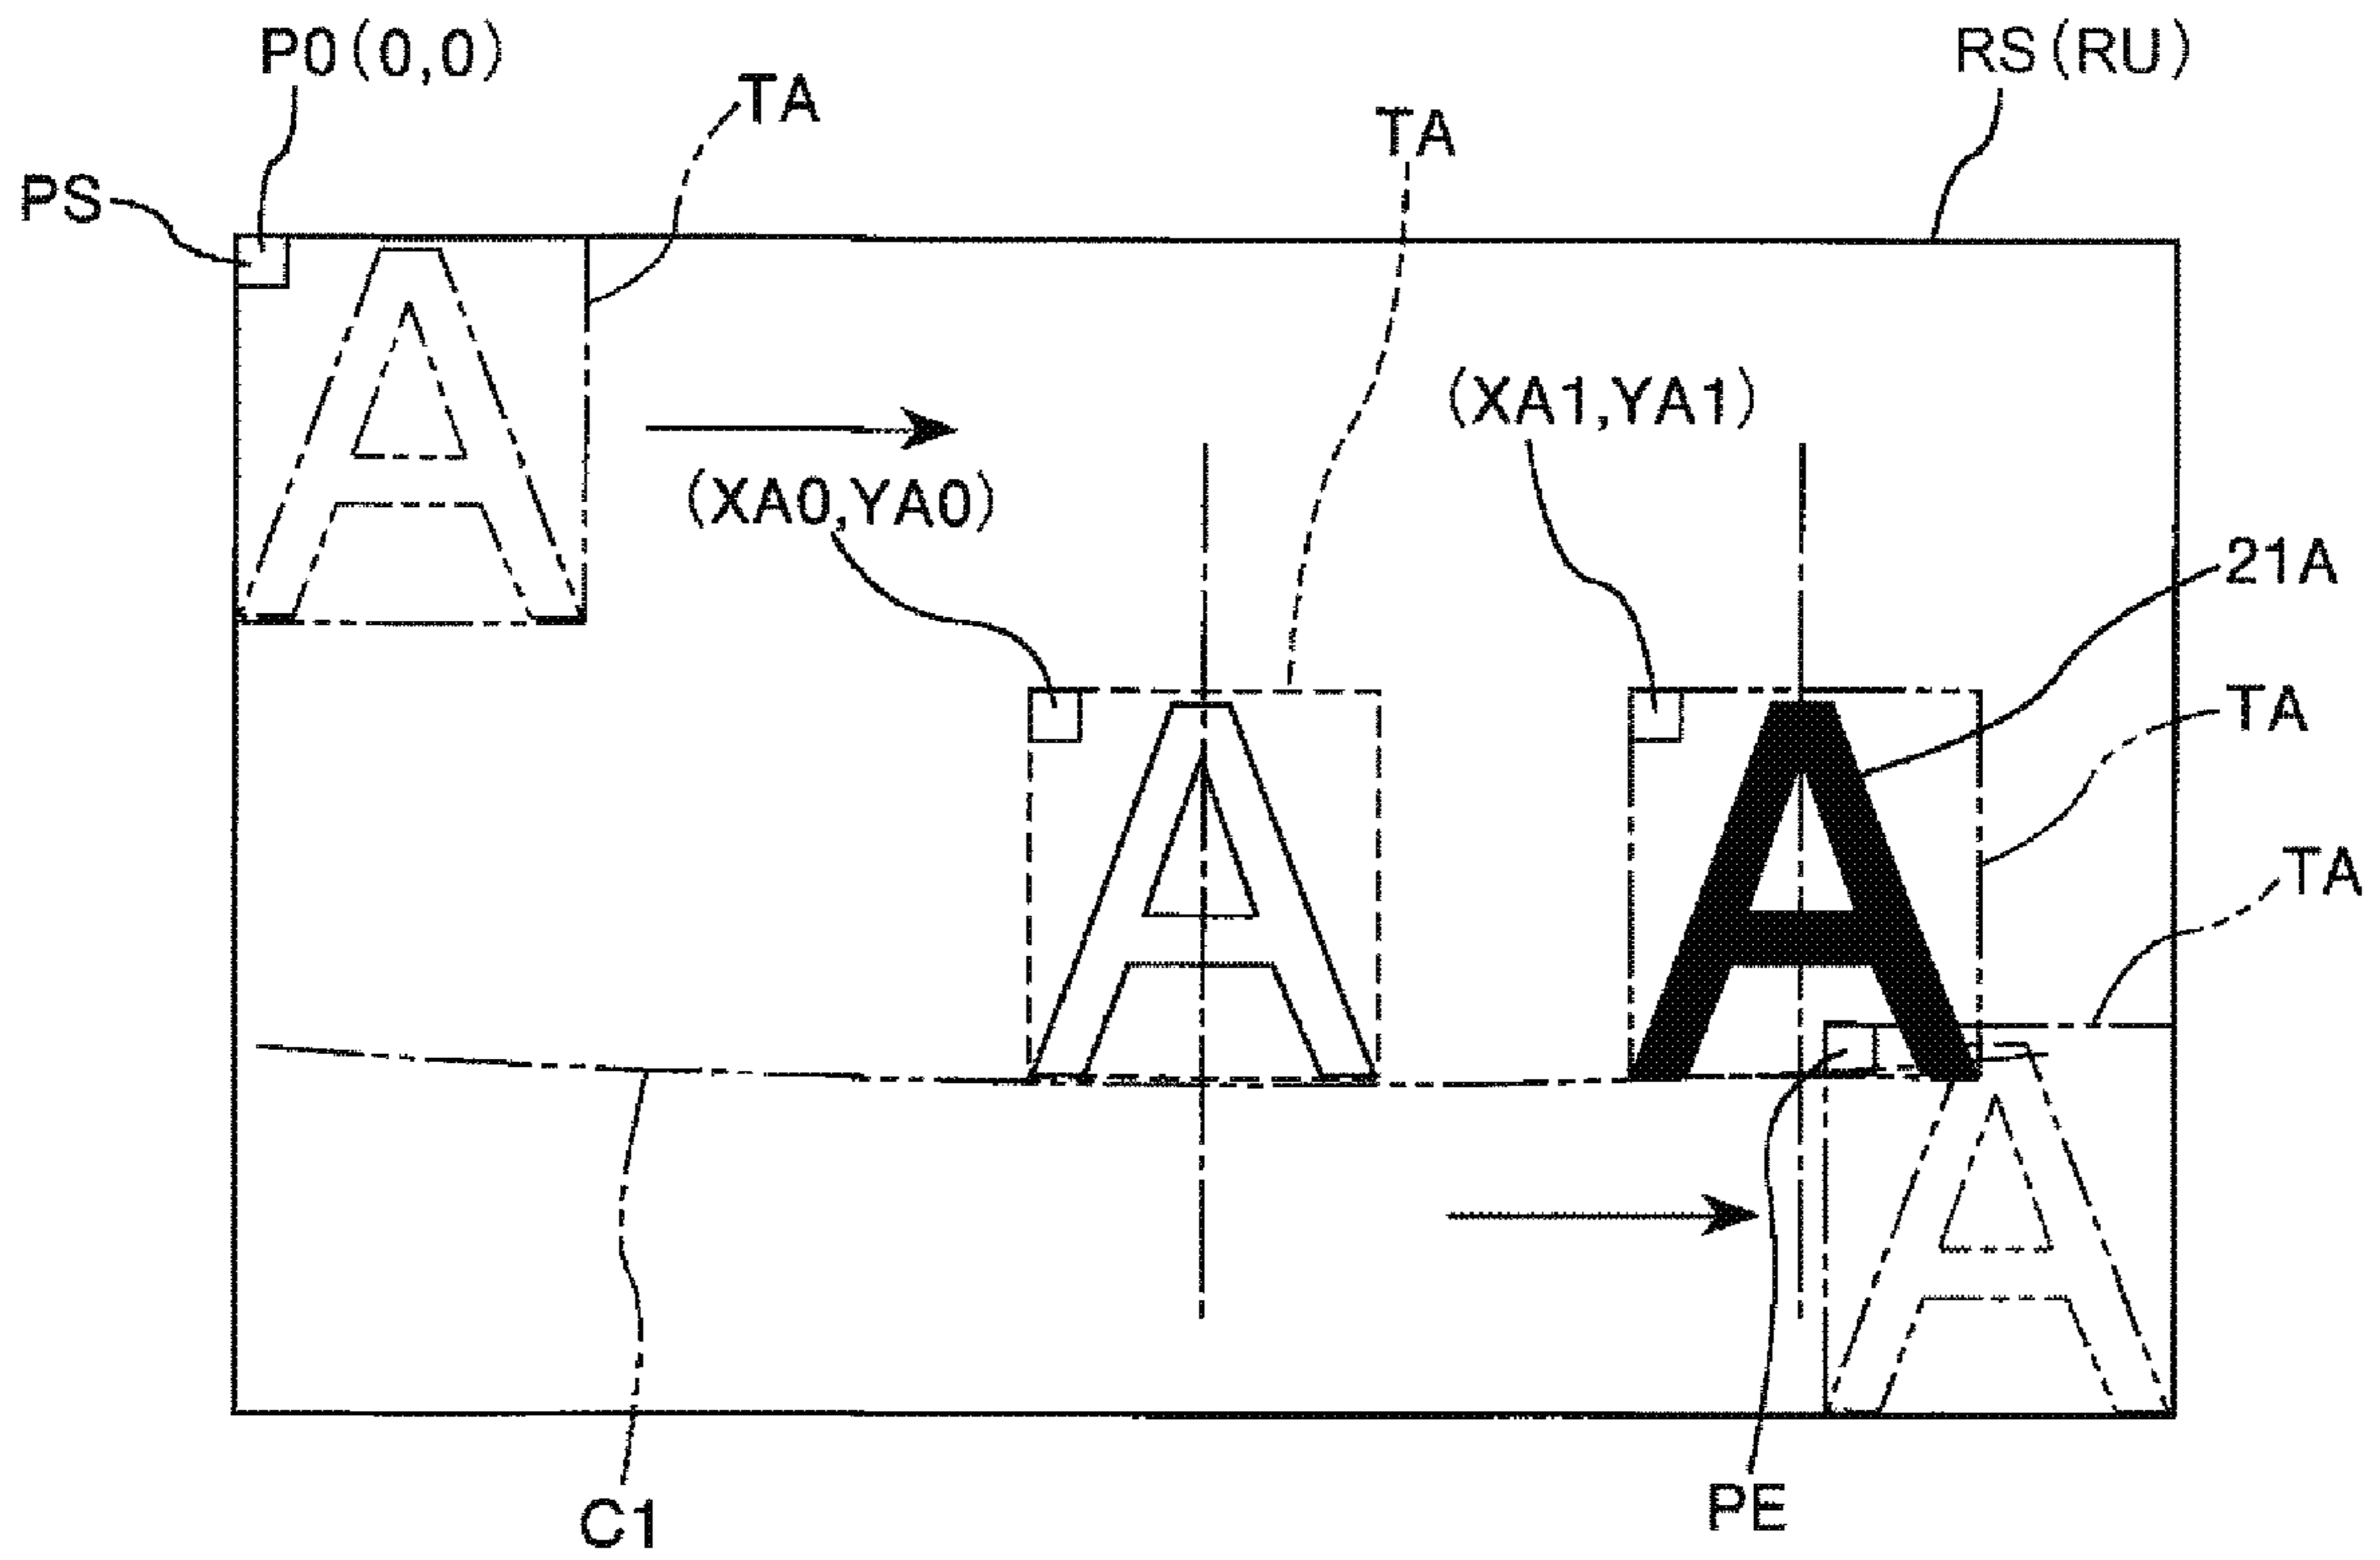 P0(0,0)
RS(RU)
TA
TA
PS
(XA1,YA1)
(XA0,YA0)
21A
TA
TA
A
A
A
A
C1
PE